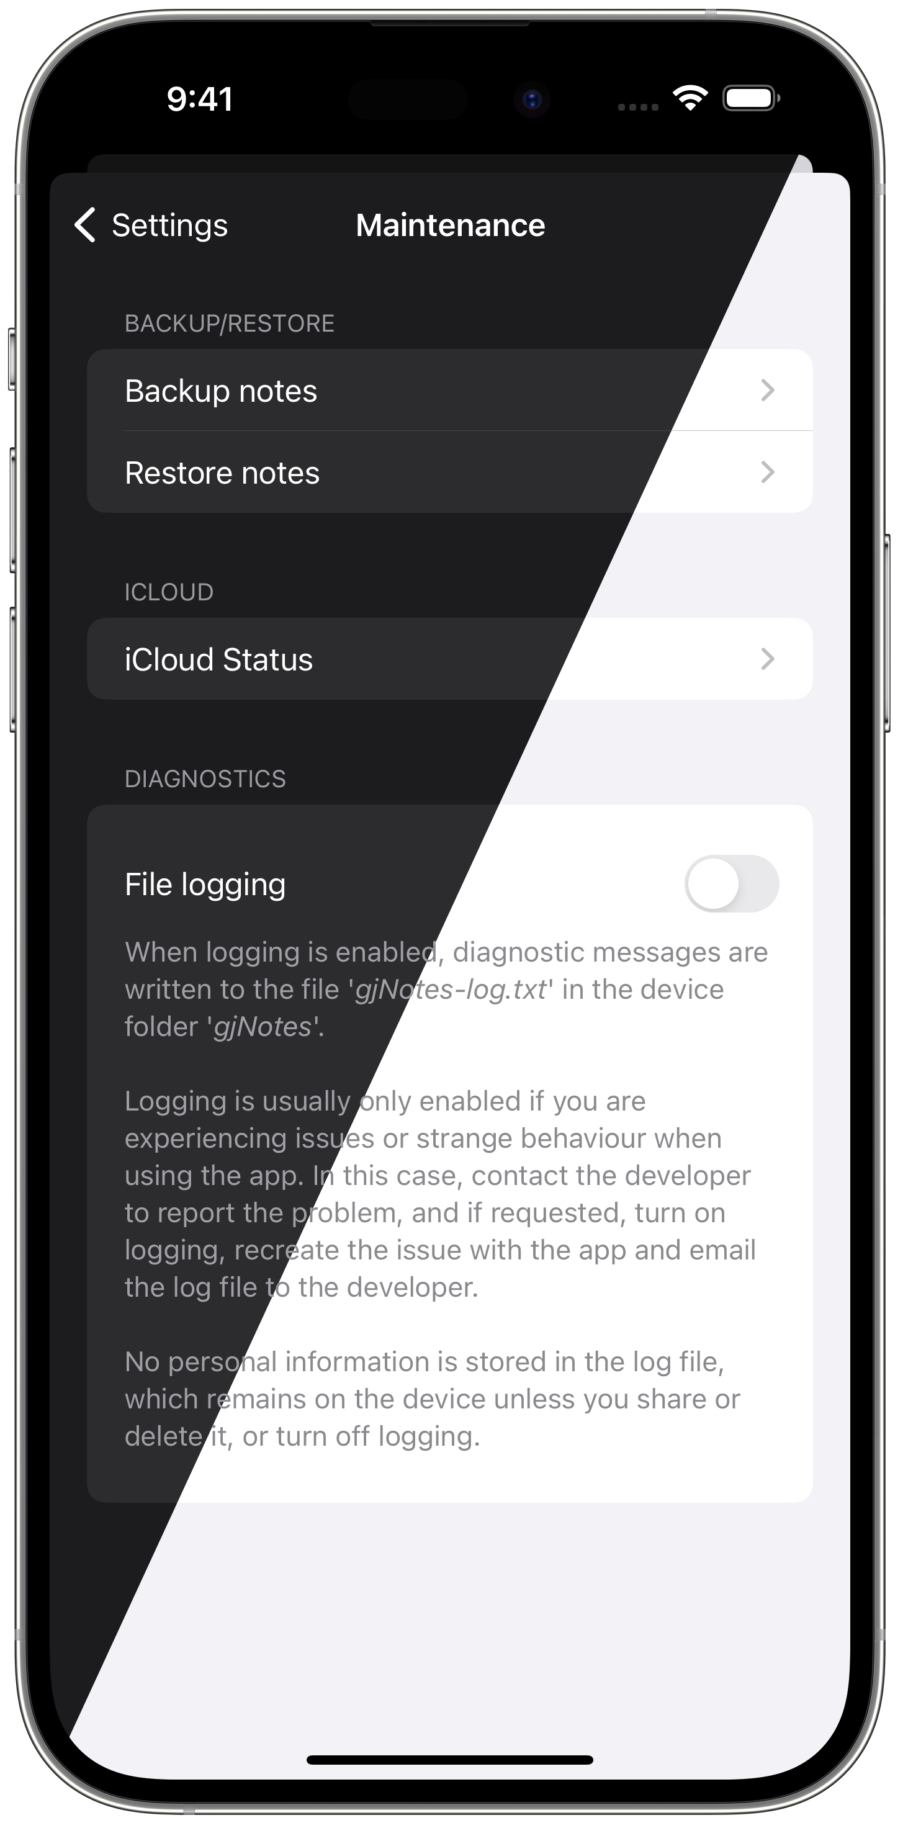 9:41
Settings
Maintenance
BACKUP/RESTORE
Backup notes
Restore notes
ICLOUD
iCloud Status
DIAGNOSTICS
File logging
When logging is enabled, diagnostic messages are
written to the file 'gjNotes-log.txt' in the device
folder 'gjNotes'.
Logging is usually only enabled if you are
experiencing issues or strange behaviour when
using the app. In this case, contact the developer
to report the problem, and if requested, turn on
logging, recreate the issue with the app and email
the log file to the developer.
No personal information is stored in the log file,
which remains on the device unless you share or
delete it, or turn off logging.